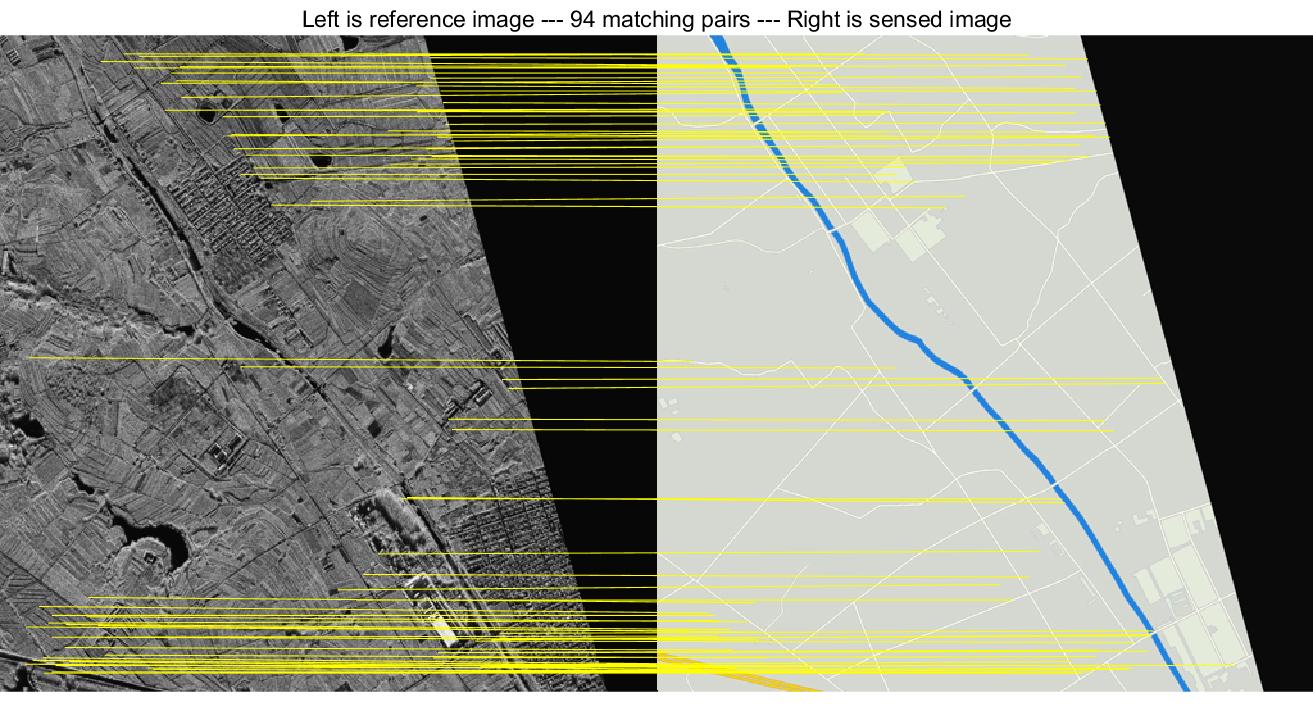 Left is reference image --- 94 matching pairs --- Right is sensed image